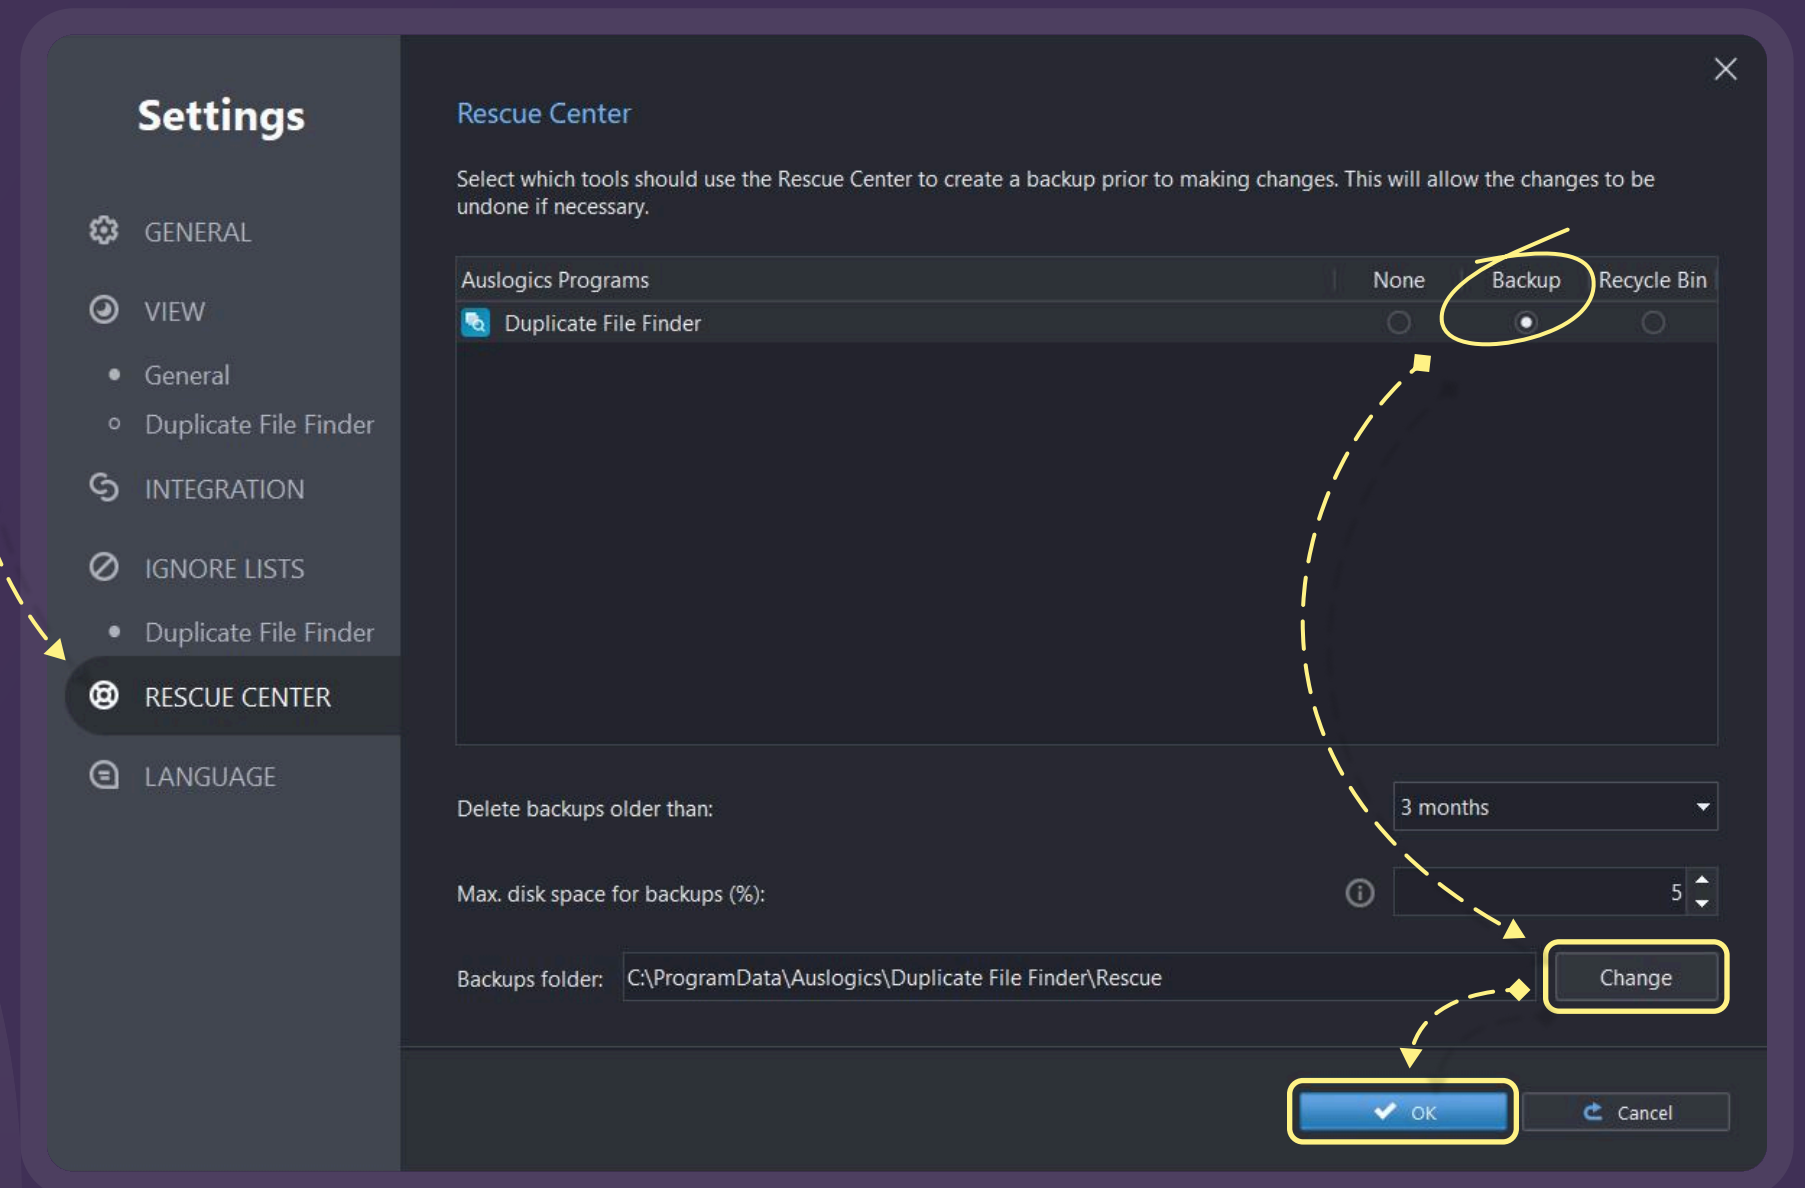 Settings
GENERAL
VIEW
General
Duplicate File Finder
INTEGRATION
IGNORE LISTS
Duplicate File Finder
RESCUE CENTER
LANGUAGE
Rescue Center
Select which tools should use the Rescue Center to create a backup prior to making changes. This will allow the changes to be
undone if necessary.
Auslogics Programs None Backup Recycle Bin
Duplicate File Finder
Delete backups older than: 3 months
Max. disk space for backups (%): 5
Backups folder: C:\ProgramData\Auslogics\Duplicate File Finder\Rescue Change
OK Cancel